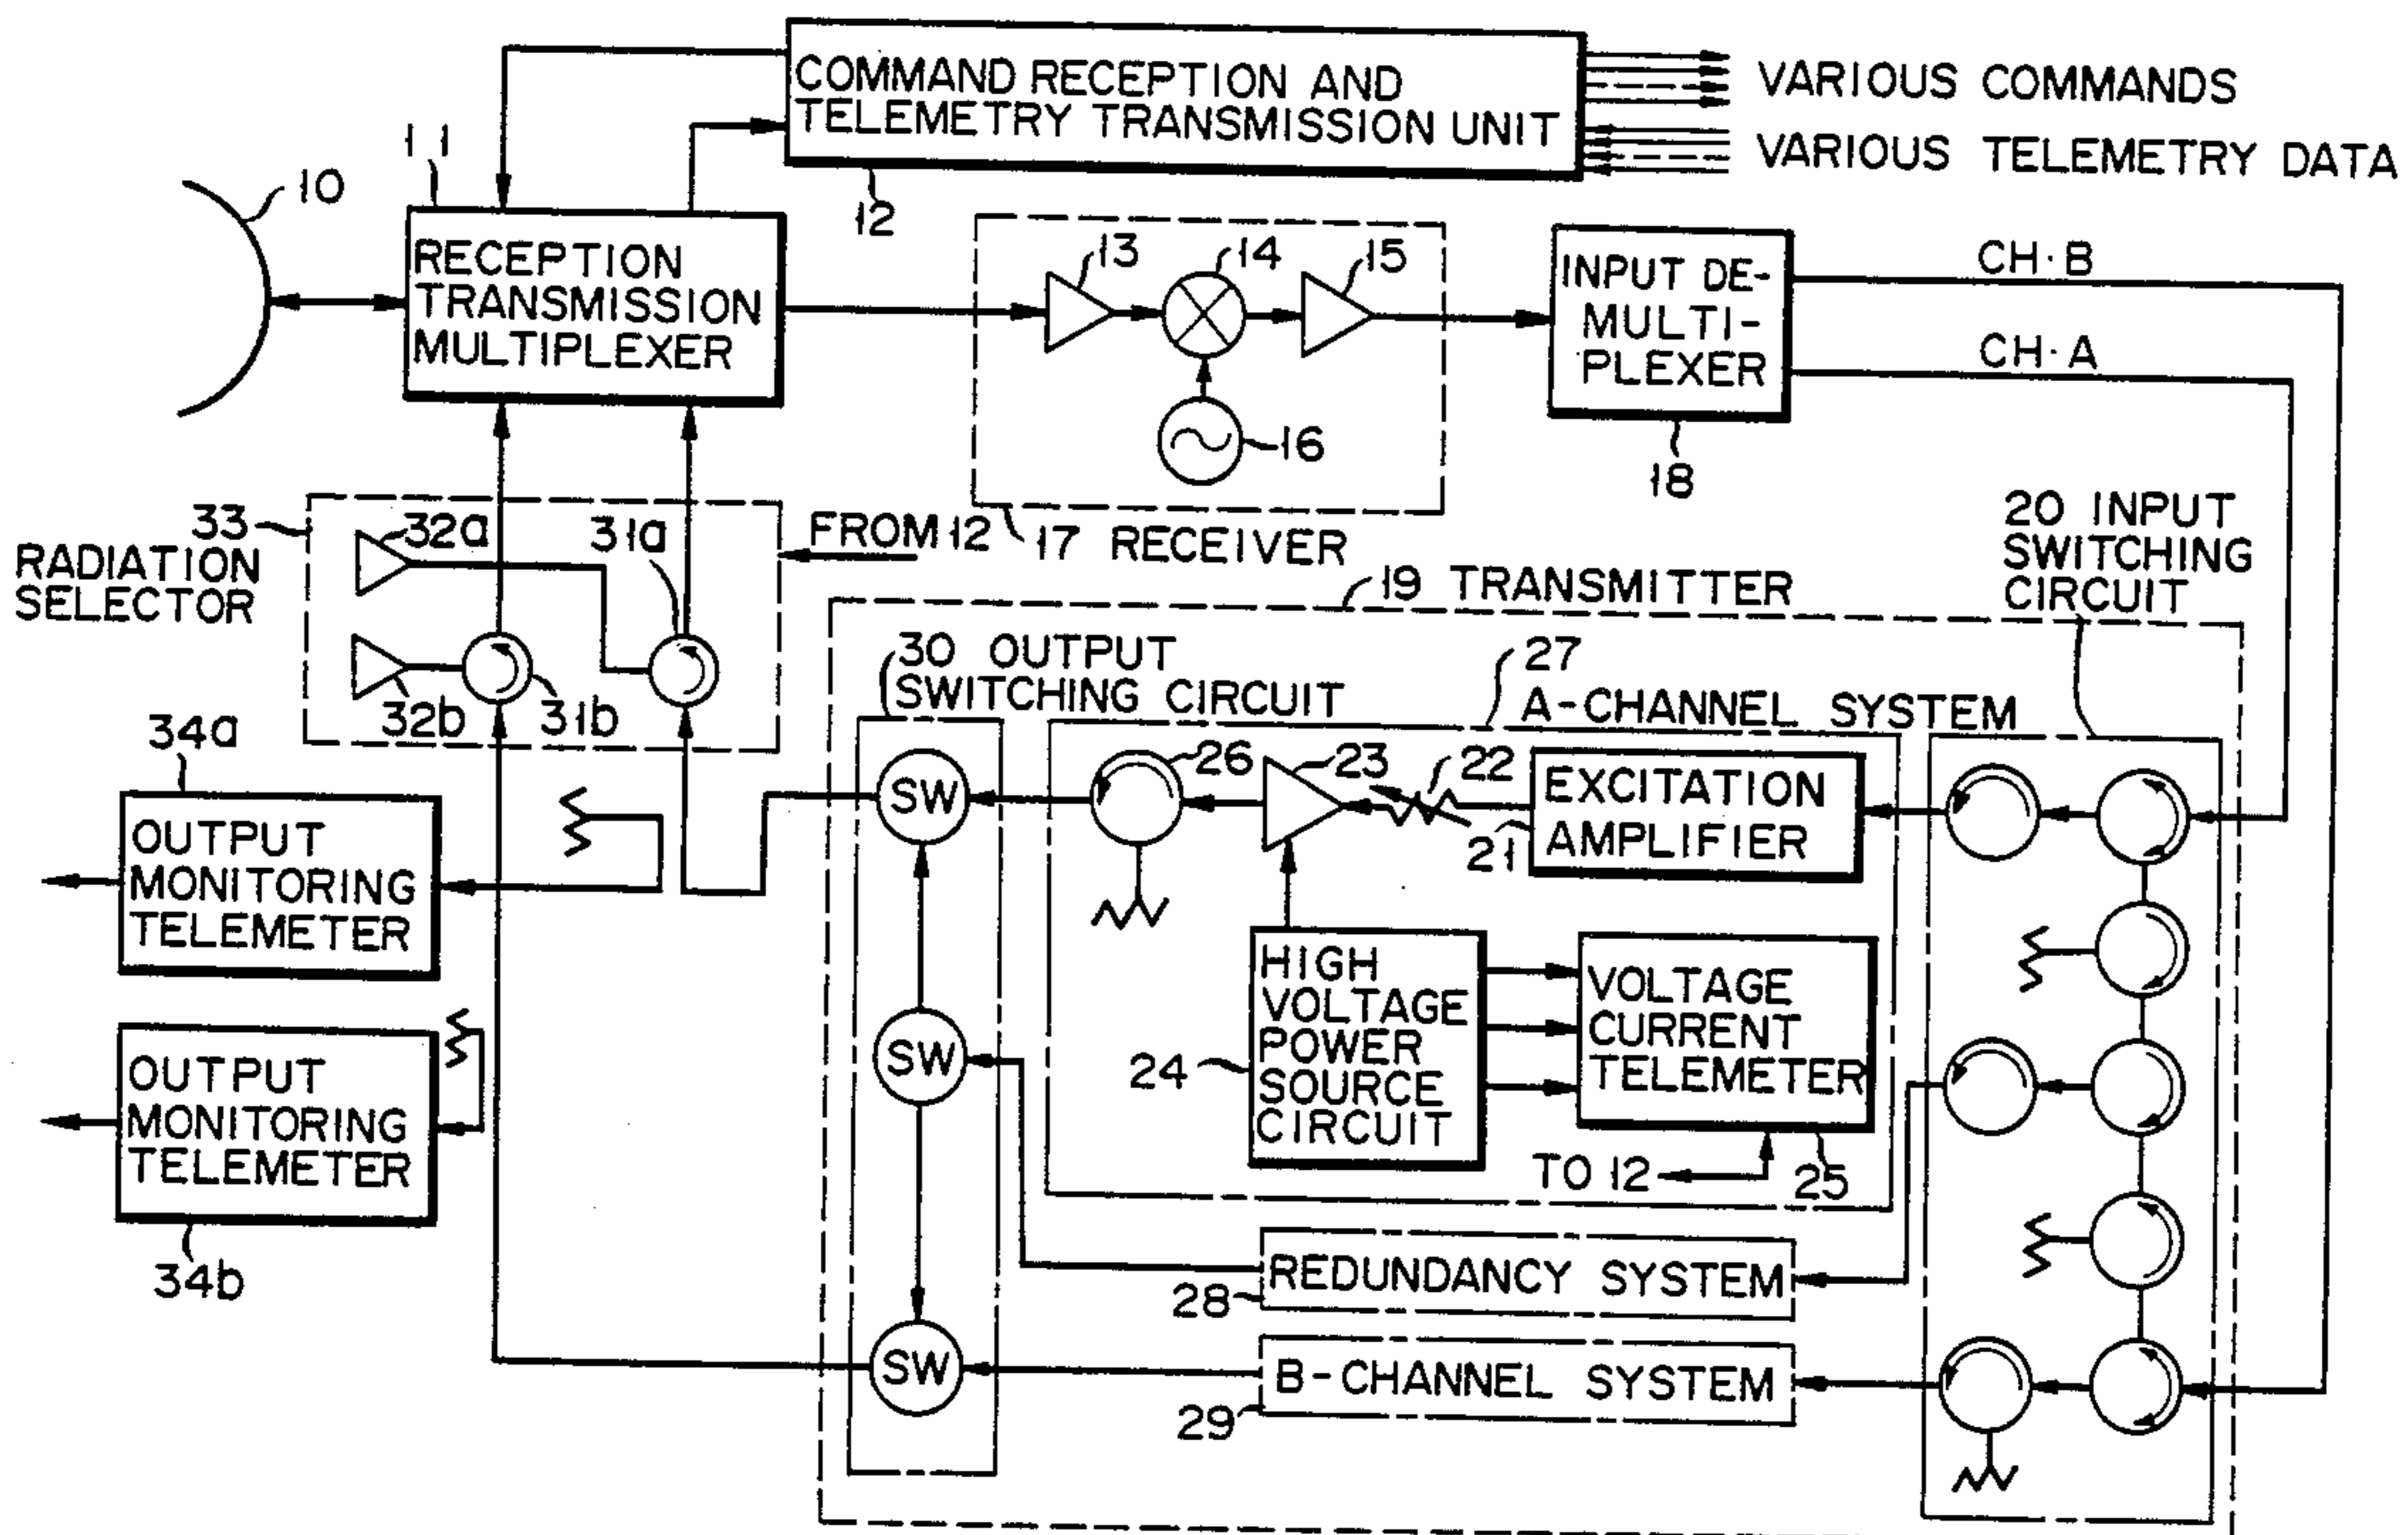 COMMAND RECEPTION AND
TELEMETRY TRANSMISSION UNIT
VARIOUS COMMANDS
VARIOUS TELEMETRY DATA
11
10
12
RECEPTION
TRANSMISSION
MULTIPLEXER
13
14
15
16
INPUT DE-
MULTI-
PLEXER
CH·B
CH·A
18
33
RADIATION
SELECTOR
32a
31a
FROM 12
17 RECEIVER
20 INPUT
SWITCHING
CIRCUIT
19 TRANSMITTER
32b
31b
30 OUTPUT
SWITCHING CIRCUIT
27
A-CHANNEL SYSTEM
34a
OUTPUT
MONITORING
TELEMETER
SW
26
23
22
21
EXCITATION
AMPLIFIER
OUTPUT
MONITORING
TELEMETER
34b
SW
24
HIGH
VOLTAGE
POWER
SOURCE
CIRCUIT
VOLTAGE
CURRENT
TELEMETER
TO 12
25
REDUNDANCY SYSTEM
28
SW
B-CHANNEL SYSTEM
29